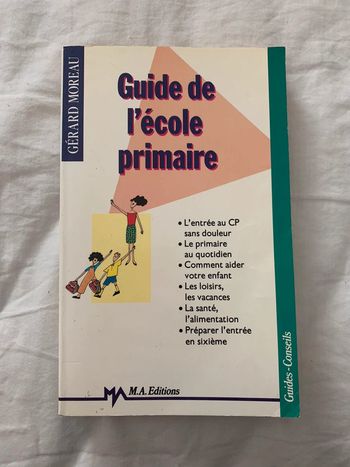 GÉRARD MOREAU
Guide de
l'école
primaire
• L'entrée au CP
sans douleur
• Le primaire
au quotidien
• Comment aider
votre enfant
• Les loisirs,
les vacances
• La santé,
l'alimentation
• Préparer l'entrée
en sixième
MA M.A. Editions
Guides-Conseils